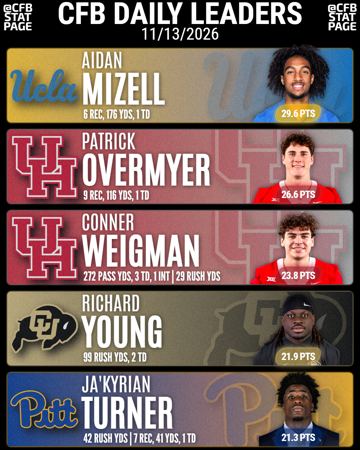 @CFB
STAT
PAGE
CFB DAILY LEADERS
11/13/2026
@CFB
STAT
PAGE
Ucla
AIDAN
MIZELL
6 REC, 176 YDS, 1 TD
29.6 PTS
UH
PATRICK
OVERMYER
9 REC, 116 YDS, 1 TD
26.6 PTS
UH
CONNER
WEIGMAN
272 PASS YDS, 3 TD, 1 INT | 29 RUSH YDS
23.8 PTS
CU
RICHARD
YOUNG
99 RUSH YDS, 2 TD
21.9 PTS
Pitt
JA'KYRIAN
TURNER
42 RUSH YDS | 7 REC, 41 YDS, 1 TD
21.3 PTS